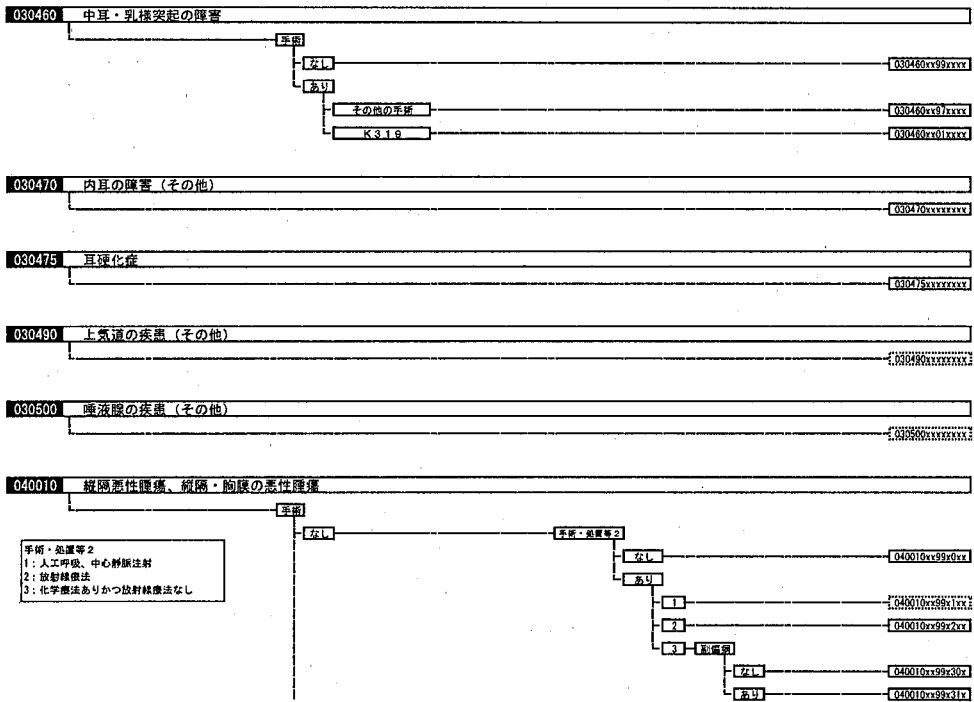 030460 中耳・乳様突起の障害
手術
なし 030460xx99xxxx
あり
その他の手術 030460xx97xxxx
K319 030460xx01xxxx
030470 内耳の障害（その他）
030470xxxxxxxx
030475 耳硬化症
030475xxxxxxxx
030490 上気道の疾患（その他）
030490xxxxxxxx
030500 唾液腺の疾患（その他）
030500xxxxxxxx
040010 縦隔悪性腫瘍、縦隔・胸膜の悪性腫瘍
手術
なし 手術・処置等2
手術・処置等2
1：人工呼吸、中心静脈注射
2：放射線療法
3：化学療法ありかつ放射線療法なし
なし 040010xx99x0xx
あり
1 040010xx99x1xx
2 040010xx99x2xx
3 副傷病
なし 040010xx99x30x
あり 040010xx99x31x